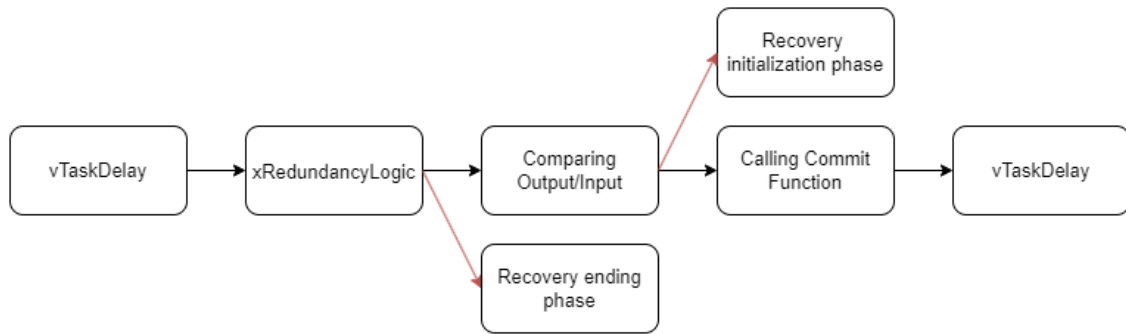 Recovery
initialization phase
vTaskDelay
xRedundancyLogic
Comparing
Output/Input
Calling Commit
Function
vTaskDelay
Recovery ending
phase